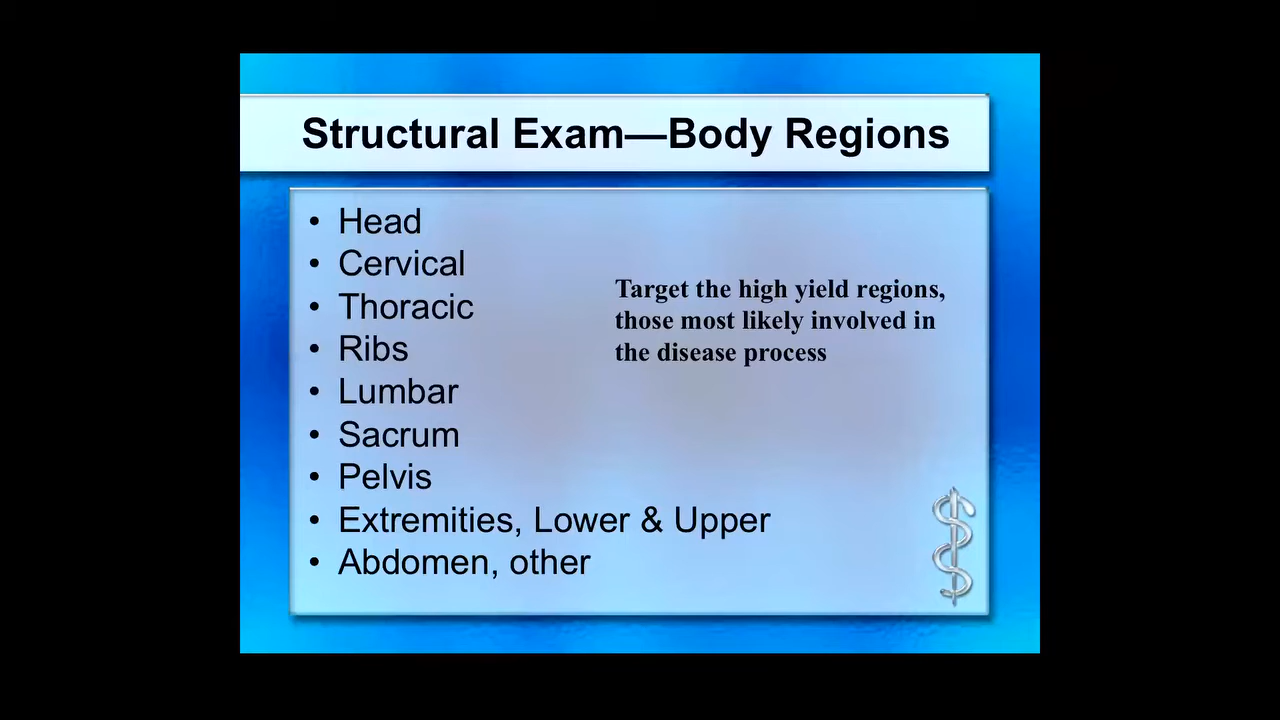 Structural Exam—Body Regions
• Head
• Cervical
• Thoracic
• Ribs
• Lumbar
• Sacrum
• Pelvis
• Extremities, Lower & Upper
• Abdomen, other
Target the high yield regions,
those most likely involved in
the disease process